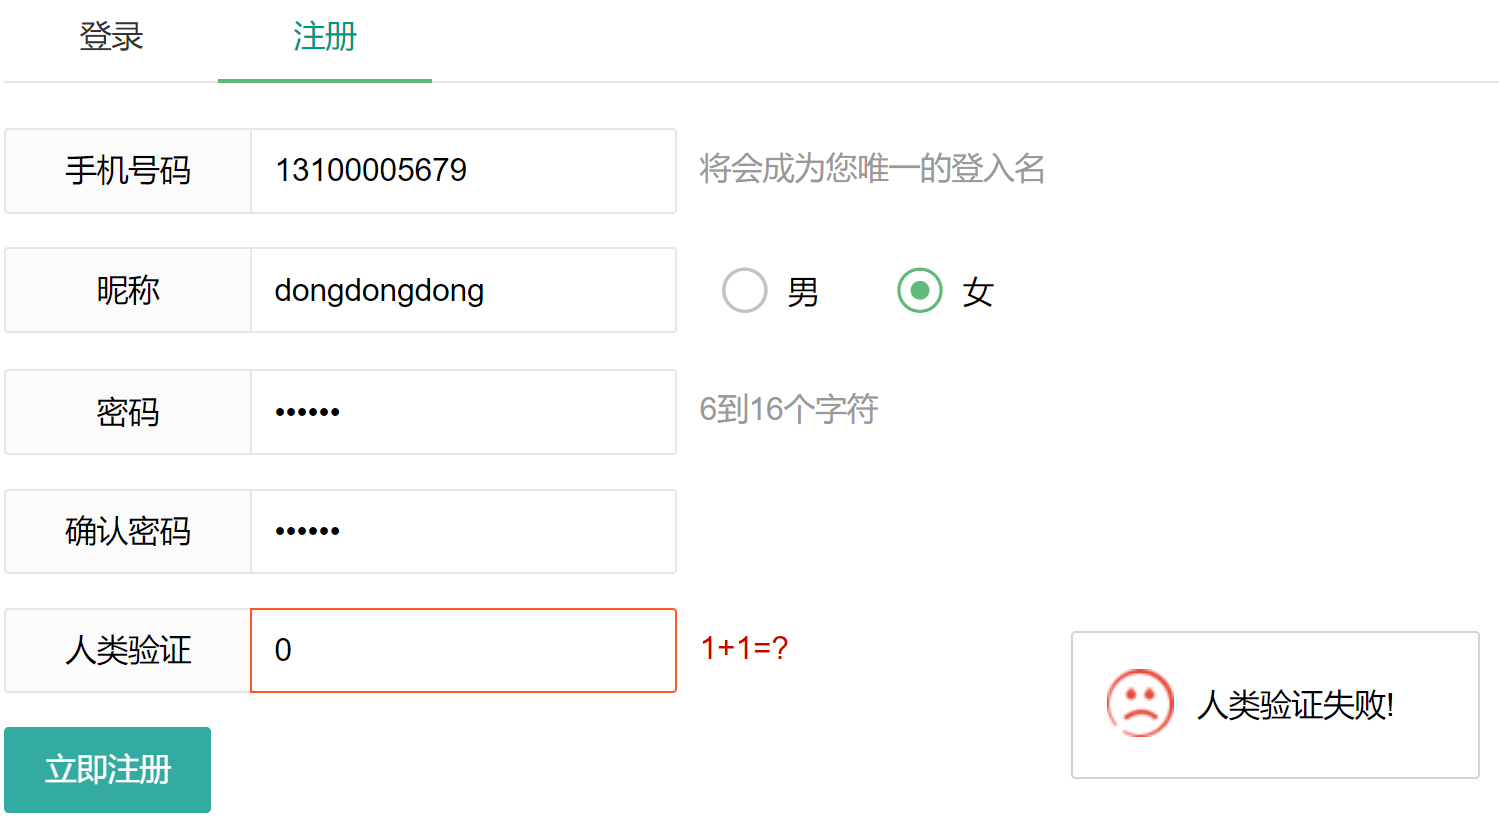 登录 注册
手机号码 13100005679 将会成为您唯一的登入名
昵称 dongdongdong 男 女
密码 •••••• 6到16个字符
确认密码 ••••••
人类验证 0 1+1=?
人类验证失败!
立即注册